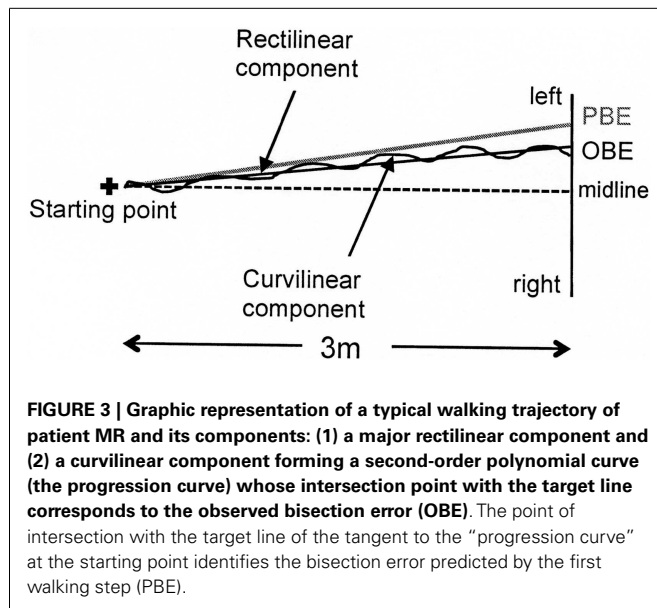 Rectilinear
component
left
PBE
OBE
Starting point
midline
Curvilinear
component
right
3m
FIGURE 3 | Graphic representation of a typical walking trajectory of
patient MR and its components: (1) a major rectilinear component and
(2) a curvilinear component forming a second-order polynomial curve
(the progression curve) whose intersection point with the target line
corresponds to the observed bisection error (OBE). The point of
intersection with the target line of the tangent to the “progression curve”
at the starting point identifies the bisection error predicted by the first
walking step (PBE).